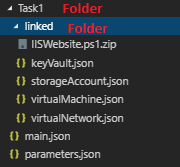 Task1 Folder
linked Folder
IISWebsite.ps1.zip
{} keyVault.json
{} storageAccount.json
{} virtualMachine.json
{} virtualNetwork.json
{} main.json
{} parameters.json